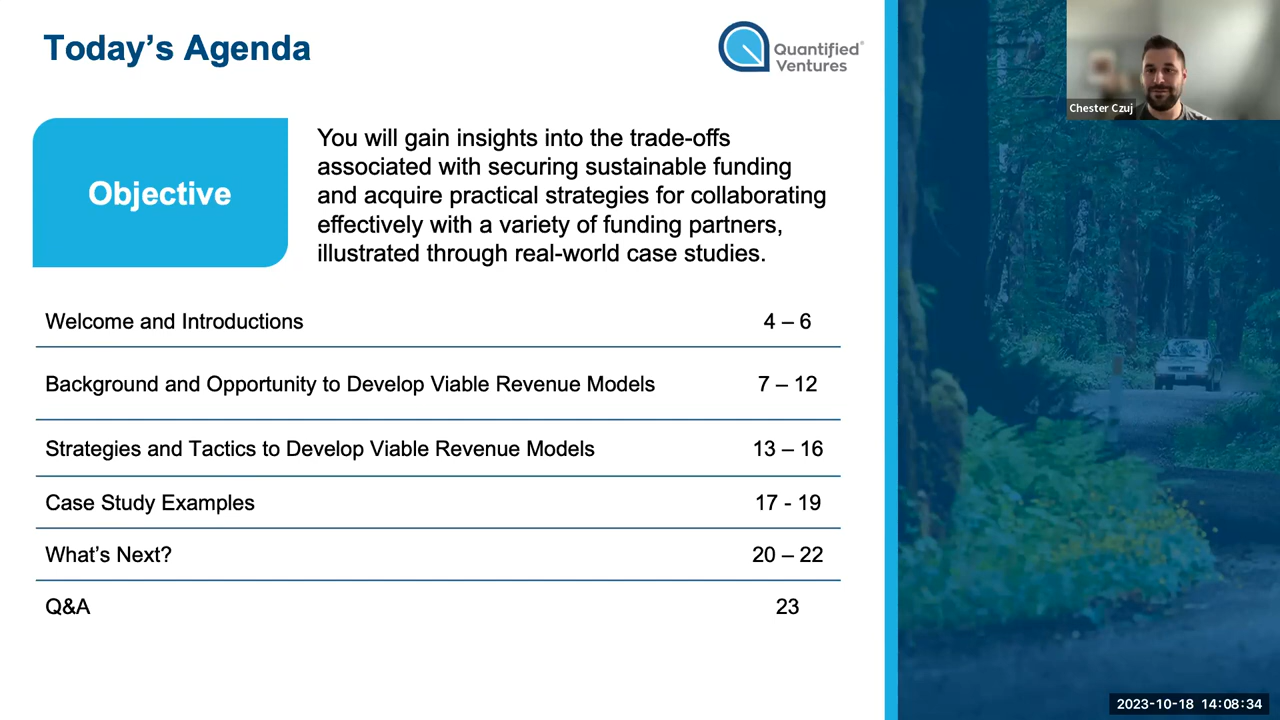 Today's Agenda
Quantified®
Ventures
Chester Czuj
Objective
You will gain insights into the trade-offs
associated with securing sustainable funding
and acquire practical strategies for collaborating
effectively with a variety of funding partners,
illustrated through real-world case studies.
Welcome and Introductions 4 – 6
Background and Opportunity to Develop Viable Revenue Models 7 – 12
Strategies and Tactics to Develop Viable Revenue Models 13 – 16
Case Study Examples 17 - 19
What's Next? 20 – 22
Q&A 23
2023-10-18 14:08:34